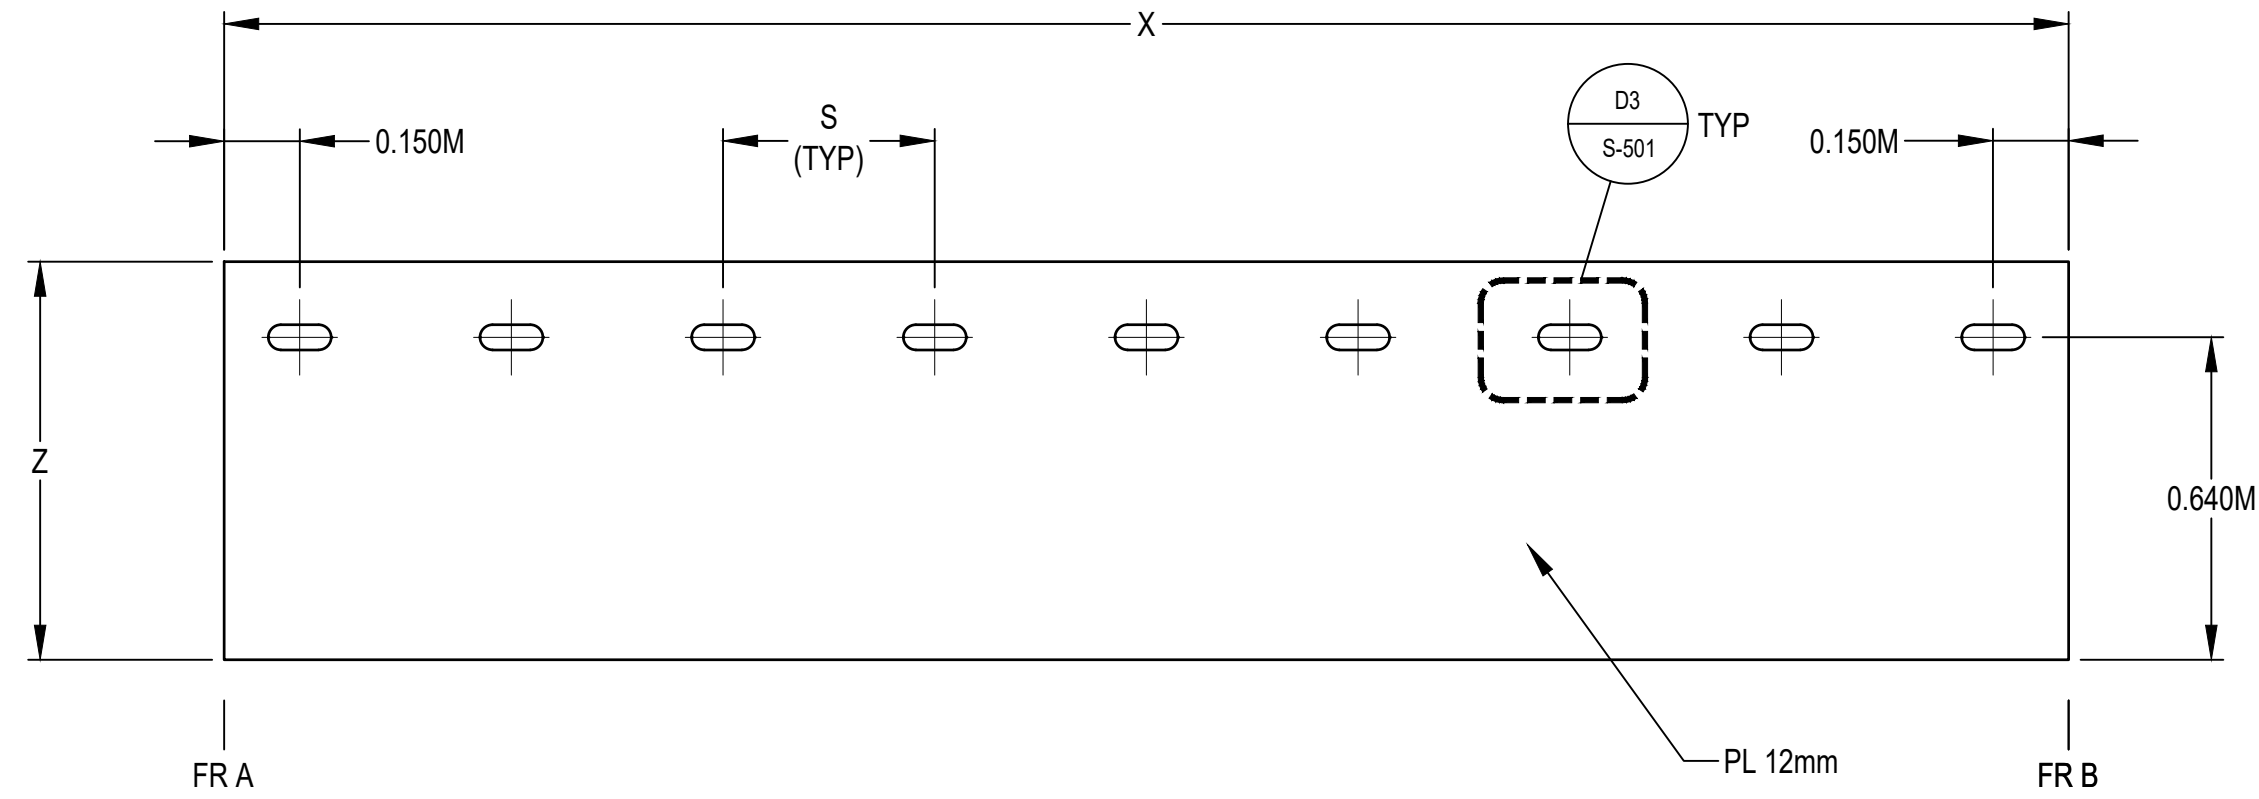 X
D3
S-501
TYP
S
(TYP)
0.150M
0.150M
Z
0.640M
PL 12mm
FR A
FR B